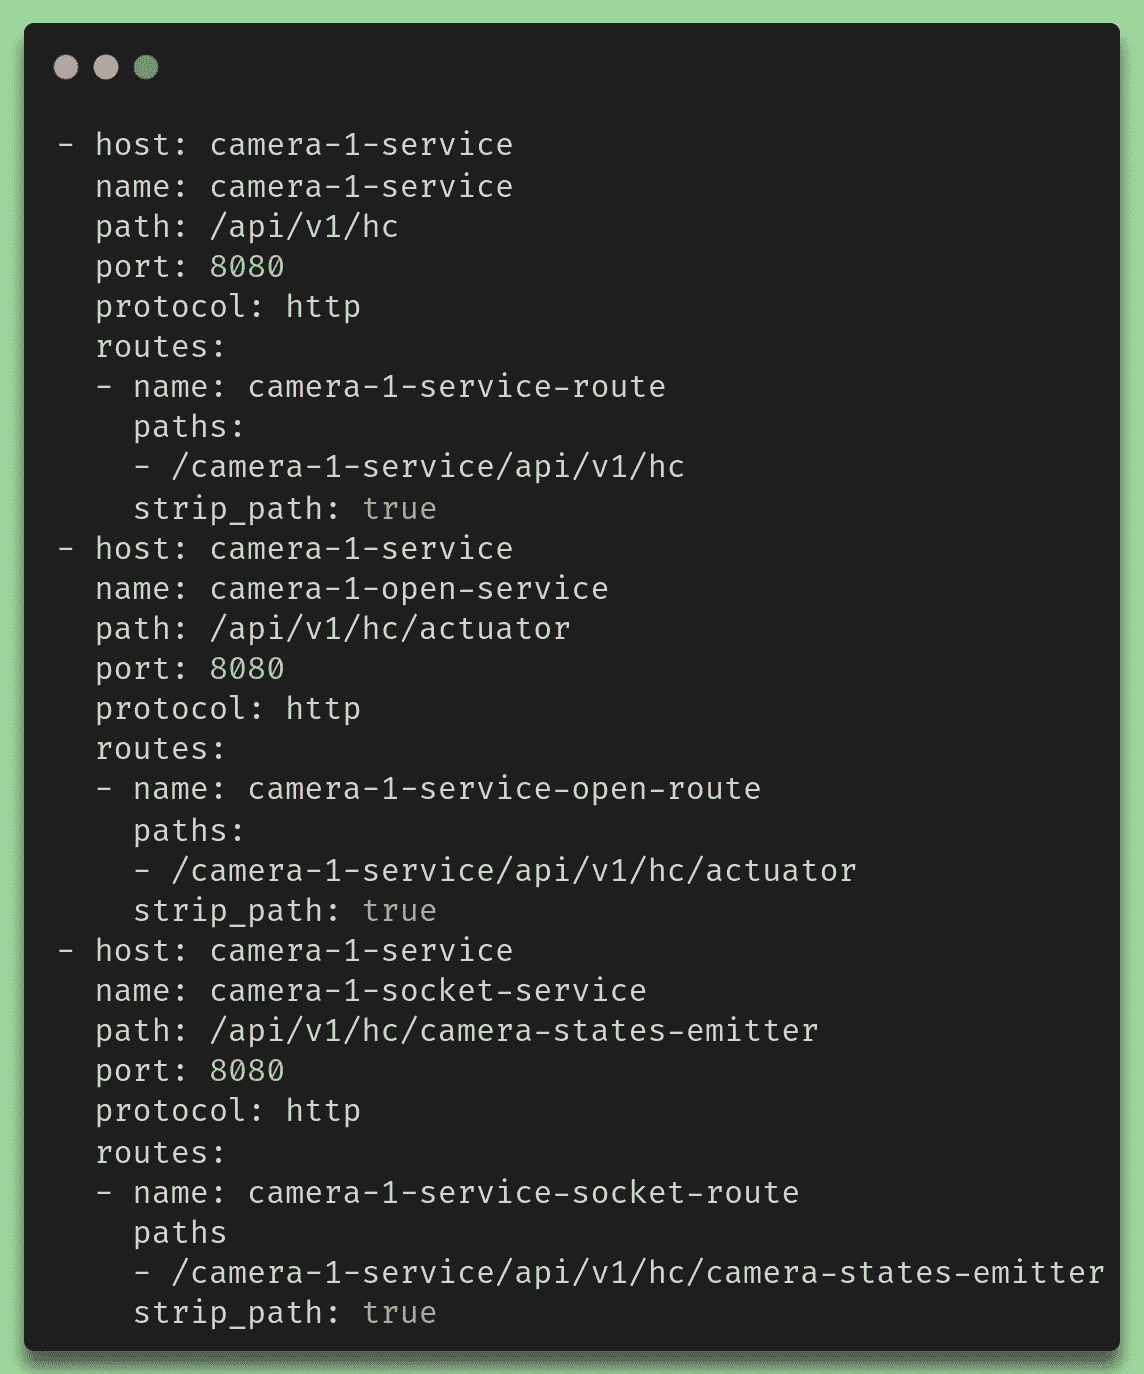 - host: camera-1-service
  name: camera-1-service
  path: /api/v1/hc
  port: 8080
  protocol: http
  routes:
  - name: camera-1-service-route
    paths:
    - /camera-1-service/api/v1/hc
    strip_path: true
- host: camera-1-service
  name: camera-1-open-service
  path: /api/v1/hc/actuator
  port: 8080
  protocol: http
  routes:
  - name: camera-1-service-open-route
    paths:
    - /camera-1-service/api/v1/hc/actuator
    strip_path: true
- host: camera-1-service
  name: camera-1-socket-service
  path: /api/v1/hc/camera-states-emitter
  port: 8080
  protocol: http
  routes:
  - name: camera-1-service-socket-route
    paths
    - /camera-1-service/api/v1/hc/camera-states-emitter
    strip_path: true